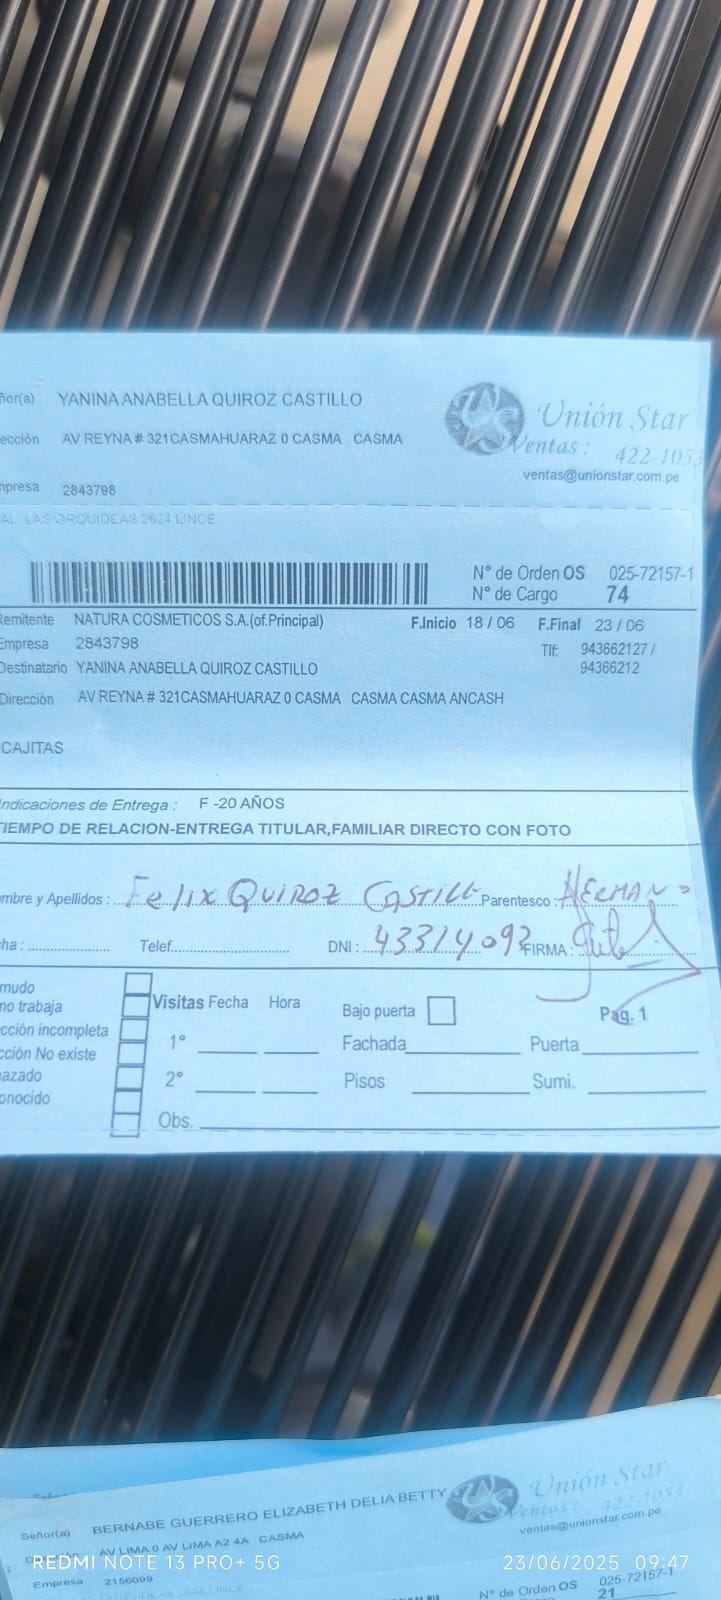 ñor(a) YANINA ANABELLA QUIROZ CASTILLO
ección AV REYNA # 321CASMAHUARAZ 0 CASMA CASMA
mpresa 2843798
Unión Star
Ventas : 422-1053
ventas@unionstar.com.pe
AL. LAS ORQUIDEAS 2624 LINCE
N° de Orden OS 025-72157-1
N° de Cargo 74
Remitente NATURA COSMETICOS S.A.(of.Principal) F.Inicio 18 / 06 F.Final 23 / 06
Empresa 2843798 Tlf: 943662127 /
94366212
Destinatario YANINA ANABELLA QUIROZ CASTILLO
Dirección AV REYNA # 321CASMAHUARAZ 0 CASMA CASMA CASMA ANCASH
CAJITAS
Indicaciones de Entrega : F -20 AÑOS
TIEMPO DE RELACION-ENTREGA TITULAR,FAMILIAR DIRECTO CON FOTO
ombre y Apellidos : Felix QUIROZ CASTILL Parentesco : HERMANO
cha : Telef. DNI : 43314092 FIRMA :
mudo
no trabaja
cción incompleta
cción No existe
azado
onocido
Visitas Fecha Hora
1°
2°
Obs.
Bajo puerta
Fachada Puerta
Pisos Sumi.
Pag. 1
Señor(a) BERNABE GUERRERO ELIZABETH DELIA BETTY
AV LIMA 0 AV LIMA A2 4A CASMA
Empresa 2156099
Unión Star
Ventas : 422-1053
ventas@unionstar.com.pe
N° de Orden OS 025-72157-1
21
REDMI NOTE 13 PRO+ 5G
23/06/2025 09:47